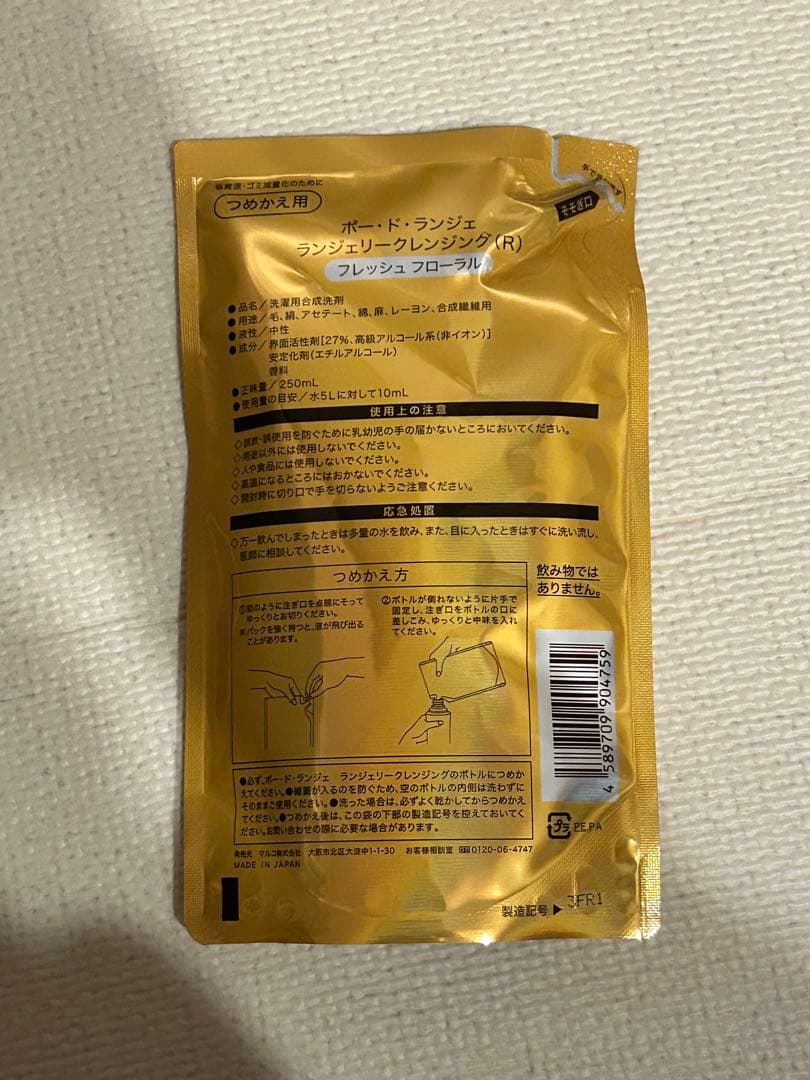 省資源・ゴミ減量化のために
つめかえ用
そそぎ口
ポー・ド・ランジェ
ランジェリークレンジング(R)
フレッシュ フローラル
●品名/洗濯用合成洗剤
●用途/毛、絹、アセテート、綿、麻、レーヨン、合成繊維用
●液性/中性
●成分/界面活性剤[27%、高級アルコール系(非イオン)]
安定化剤(エチルアルコール)
香料
●正味量/250mL
●使用量の目安/水5Lに対して10mL
使用上の注意
◇誤飲・誤使用を防ぐために乳幼児の手の届かないところにおいてください。
◇用途以外には使用しないでください。
◇人や食品には使用しないでください。
◇高温になるところにはおかないでください。
◇開封時に切り口で手を切らないようご注意ください。
応急処置
◇万一飲んでしまったときは多量の水を飲み、また、目に入ったときはすぐに洗い流し、
医師に相談してください。
つめかえ方
①図のように注ぎ口を点線にそって
ゆっくりとお切りください。
※パックを強く持つと、液が飛び出る
ことがあります。
②ボトルが倒れないように片手で
固定し、注ぎ口をボトルの口に
差しこみ、ゆっくりと中味を入れ
てください。
飲み物では
ありません。
4 589709 904759
●必ず、ポー・ド・ランジェ ランジェリークレンジングのボトルにつめか
えてください。●雑菌が入るのを防ぐため、空のボトルの内側は洗わずに
そのままご使用ください。●洗った場合は、必ずよく乾かしてからつめかえ
てください。●つめかえ後は、この袋の下部の製造記号を控えておいてく
ださい。お問い合わせの際に必要な場合があります。
プラ PE,PA
発売元 マルコ株式会社 大阪市北区大淀中1-1-30 お客様相談室 0120-06-4747
MADE IN JAPAN
製造記号▶ 3FR1